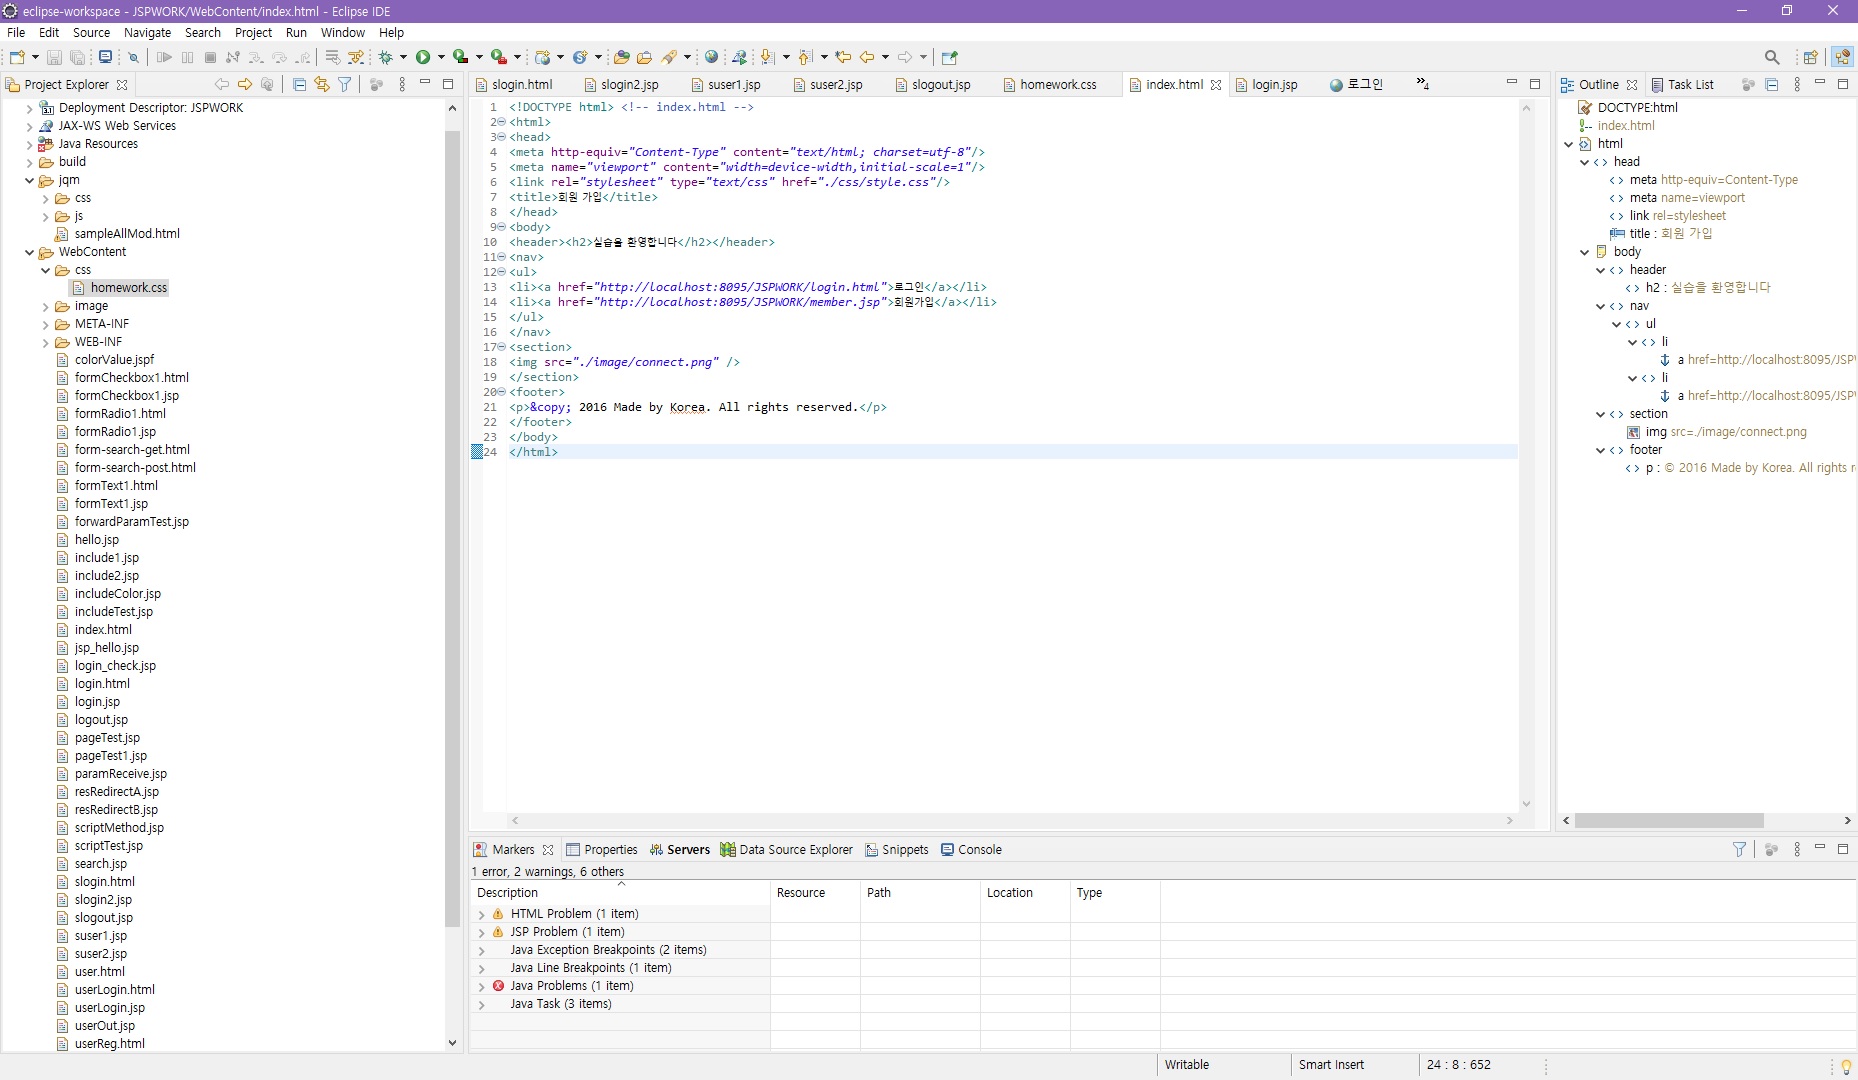 eclipse-workspace - JSPWORK/WebContent/index.html - Eclipse IDE
File Edit Source Navigate Search Project Run Window Help
Project Explorer
Deployment Descriptor: JSPWORK
JAX-WS Web Services
Java Resources
build
jqm
css
js
sampleAllMod.html
WebContent
css
homework.css
image
META-INF
WEB-INF
colorValue.jspf
formCheckbox1.html
formCheckbox1.jsp
formRadio1.html
formRadio1.jsp
form-search-get.html
form-search-post.html
formText1.html
formText1.jsp
forwardParamTest.jsp
hello.jsp
include1.jsp
include2.jsp
includeColor.jsp
includeTest.jsp
index.html
jsp_hello.jsp
login_check.jsp
login.html
login.jsp
logout.jsp
pageTest.jsp
pageTest1.jsp
paramReceive.jsp
resRedirectA.jsp
resRedirectB.jsp
scriptMethod.jsp
scriptTest.jsp
search.jsp
slogin.html
slogin2.jsp
slogout.jsp
suser1.jsp
suser2.jsp
user.html
userLogin.html
userLogin.jsp
userOut.jsp
userReg.html
slogin.html slogin2.jsp suser1.jsp suser2.jsp slogout.jsp homework.css index.html login.jsp 로그인 »4
1 <!DOCTYPE html> <!-- index.html -->
2 <html>
3 <head>
4 <meta http-equiv="Content-Type" content="text/html; charset=utf-8"/>
5 <meta name="viewport" content="width=device-width,initial-scale=1"/>
6 <link rel="stylesheet" type="text/css" href="./css/style.css"/>
7 <title>회원 가입</title>
8 </head>
9 <body>
10 <header><h2>실습을 환영합니다</h2></header>
11 <nav>
12 <ul>
13 <li><a href="http://localhost:8095/JSPWORK/login.html">로그인</a></li>
14 <li><a href="http://localhost:8095/JSPWORK/member.jsp">회원가입</a></li>
15 </ul>
16 </nav>
17 <section>
18 <img src="./image/connect.png" />
19 </section>
20 <footer>
21 <p>&copy; 2016 Made by Korea. All rights reserved.</p>
22 </footer>
23 </body>
24 </html>
Outline Task List
DOCTYPE:html
index.html
html
head
meta http-equiv=Content-Type
meta name=viewport
link rel=stylesheet
title : 회원 가입
body
header
h2 : 실습을 환영합니다
nav
ul
li
a href=http://localhost:8095/JSP
li
a href=http://localhost:8095/JSP
section
img src=./image/connect.png
footer
p : © 2016 Made by Korea. All rights r
Markers Properties Servers Data Source Explorer Snippets Console
1 error, 2 warnings, 6 others
Description Resource Path Location Type
HTML Problem (1 item)
JSP Problem (1 item)
Java Exception Breakpoints (2 items)
Java Line Breakpoints (1 item)
Java Problems (1 item)
Java Task (3 items)
Writable Smart Insert 24 : 8 : 652